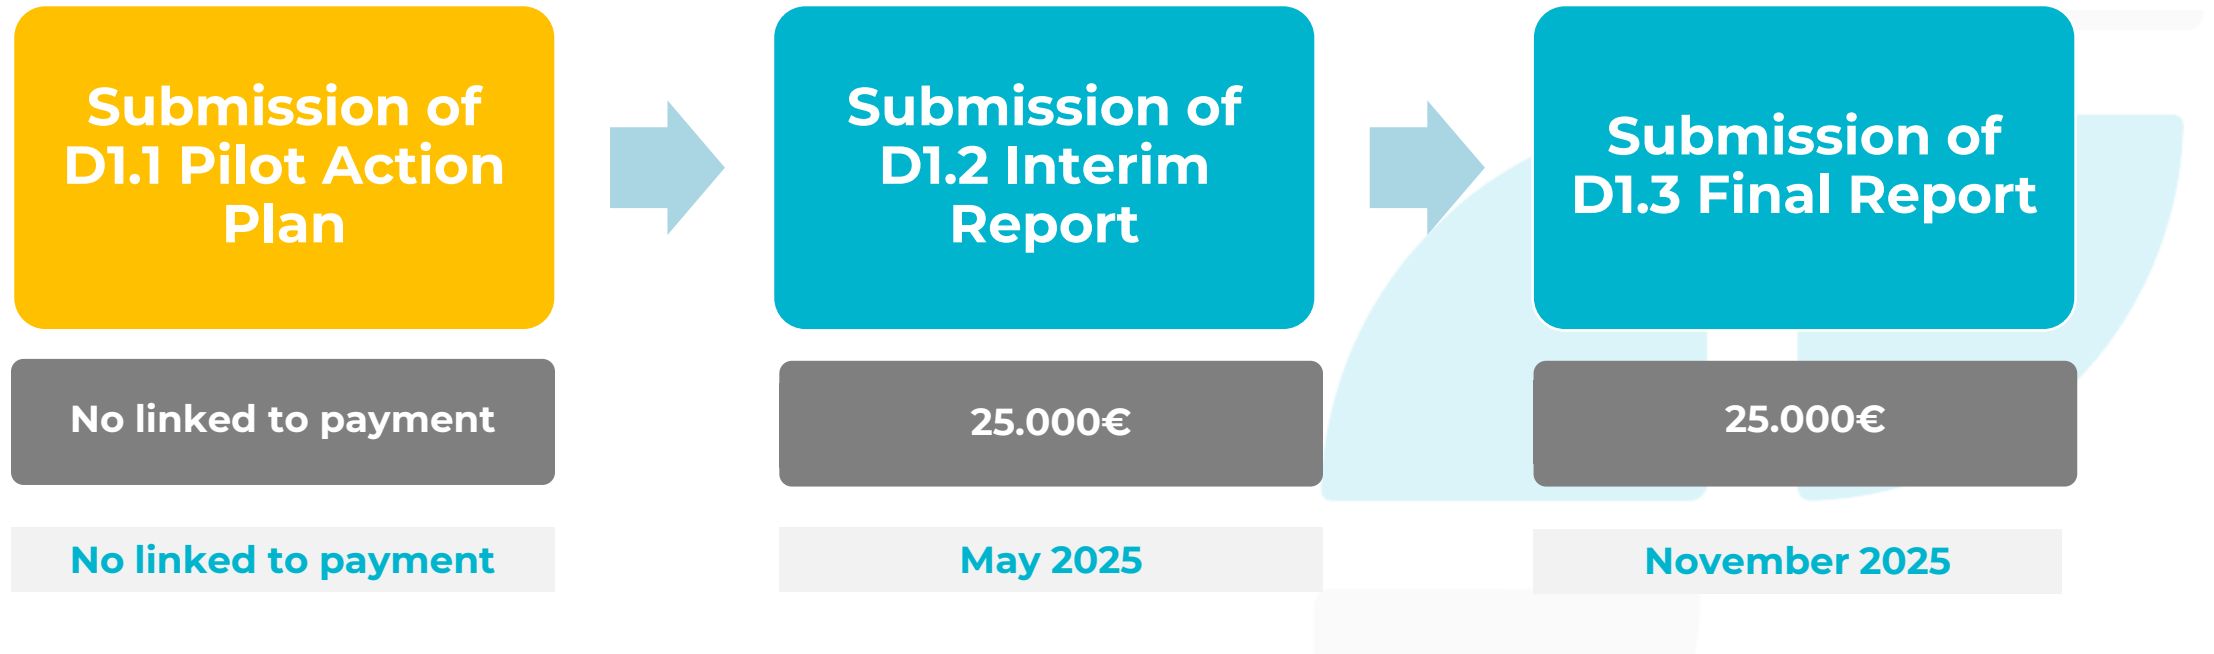 Submission of
D1.1 Pilot Action
Plan
Submission of
D1.2 Interim
Report
Submission of
D1.3 Final Report
No linked to payment
25.000€
25.000€
No linked to payment
May 2025
November 2025